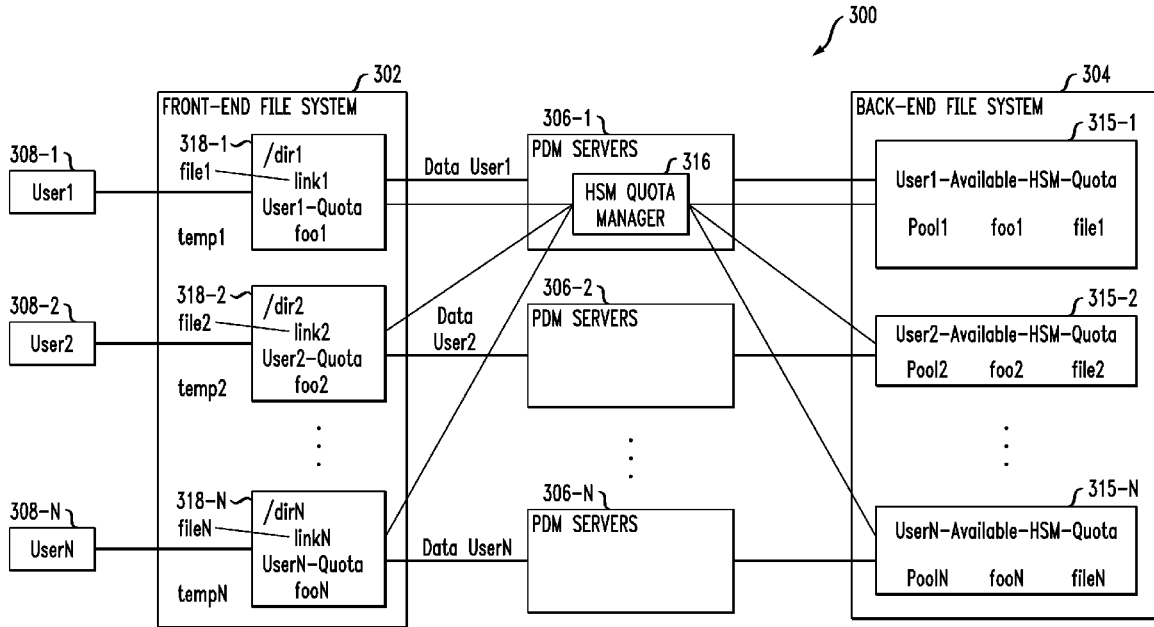 300
302
FRONT-END FILE SYSTEM
304
BACK-END FILE SYSTEM
308-1
User1
318-1
file1
/dir1
link1
User1-Quota
foo1
temp1
Data User1
306-1
PDM SERVERS
316
HSM QUOTA
MANAGER
315-1
User1-Available-HSM-Quota
Pool1 foo1 file1
308-2
User2
318-2
file2
/dir2
link2
User2-Quota
foo2
temp2
Data
User2
306-2
PDM SERVERS
315-2
User2-Available-HSM-Quota
Pool2 foo2 file2
308-N
UserN
318-N
fileN
/dirN
linkN
UserN-Quota
fooN
tempN
Data UserN
306-N
PDM SERVERS
315-N
UserN-Available-HSM-Quota
PoolN fooN fileN